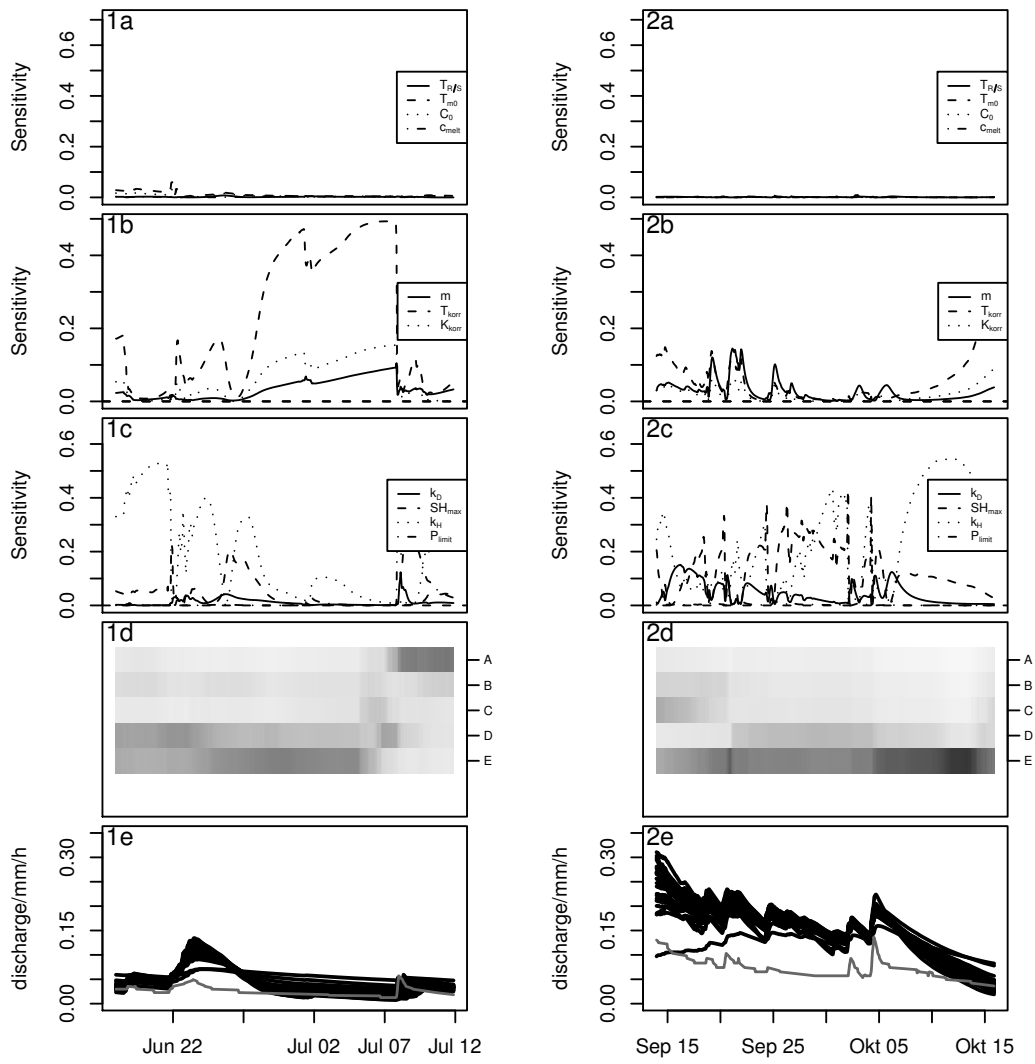 1a
Sensitivity
0.6
0.4
0.2
0.0
T_R/S
T_m0
C_0
c_melt
2a
Sensitivity
0.6
0.4
0.2
0.0
T_R/S
T_m0
C_0
c_melt
1b
Sensitivity
0.4
0.2
0.0
m
T_korr
K_korr
2b
Sensitivity
0.4
0.2
0.0
m
T_korr
K_korr
1c
Sensitivity
0.6
0.4
0.2
0.0
k_D
SH_max
k_H
P_limit
2c
Sensitivity
0.6
0.4
0.2
0.0
k_D
SH_max
k_H
P_limit
1d
A
B
C
D
E
2d
A
B
C
D
E
1e
discharge/mm/h
0.30
0.15
0.00
Jun 22
Jul 02
Jul 07
Jul 12
2e
discharge/mm/h
0.30
0.15
0.00
Sep 15
Sep 25
Okt 05
Okt 15